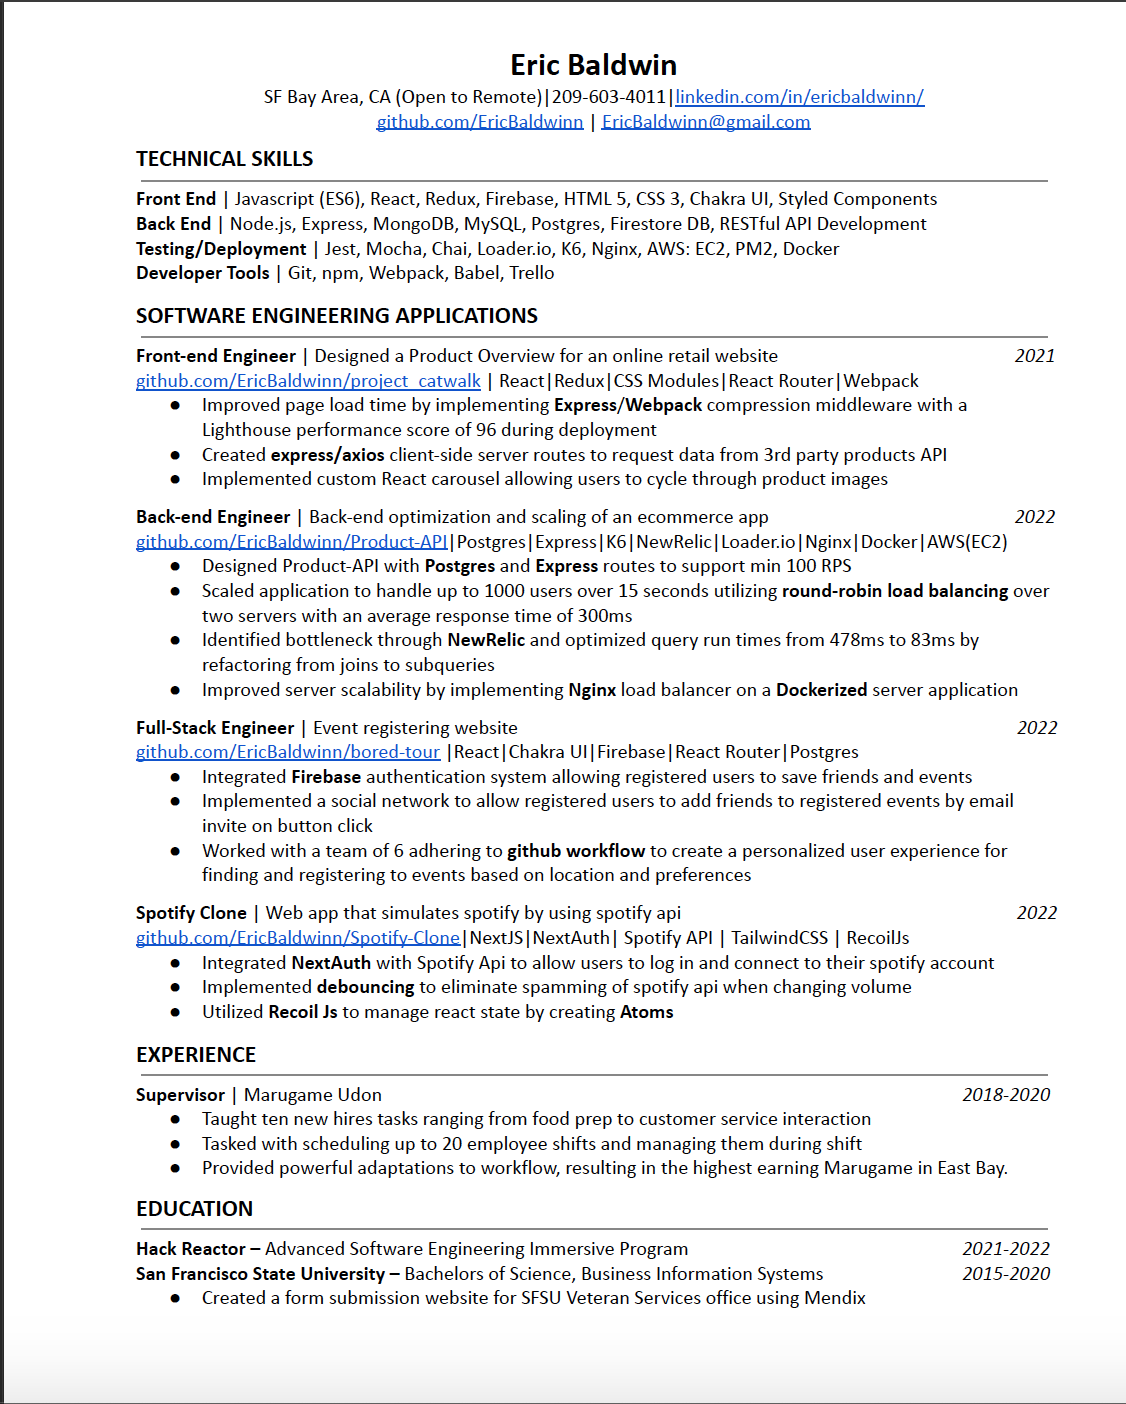 Eric Baldwin
SF Bay Area, CA (Open to Remote)|209-603-4011|linkedin.com/in/ericbaldwinn/
github.com/EricBaldwinn | EricBaldwinn@gmail.com
TECHNICAL SKILLS
Front End | Javascript (ES6), React, Redux, Firebase, HTML 5, CSS 3, Chakra UI, Styled Components
Back End | Node.js, Express, MongoDB, MySQL, Postgres, Firestore DB, RESTful API Development
Testing/Deployment | Jest, Mocha, Chai, Loader.io, K6, Nginx, AWS: EC2, PM2, Docker
Developer Tools | Git, npm, Webpack, Babel, Trello
SOFTWARE ENGINEERING APPLICATIONS
Front-end Engineer | Designed a Product Overview for an online retail website 2021
github.com/EricBaldwinn/project_catwalk | React|Redux|CSS Modules|React Router|Webpack
● Improved page load time by implementing Express/Webpack compression middleware with a
Lighthouse performance score of 96 during deployment
● Created express/axios client-side server routes to request data from 3rd party products API
● Implemented custom React carousel allowing users to cycle through product images
Back-end Engineer | Back-end optimization and scaling of an ecommerce app 2022
github.com/EricBaldwinn/Product-API|Postgres|Express|K6|NewRelic|Loader.io|Nginx|Docker|AWS(EC2)
● Designed Product-API with Postgres and Express routes to support min 100 RPS
● Scaled application to handle up to 1000 users over 15 seconds utilizing round-robin load balancing over
two servers with an average response time of 300ms
● Identified bottleneck through NewRelic and optimized query run times from 478ms to 83ms by
refactoring from joins to subqueries
● Improved server scalability by implementing Nginx load balancer on a Dockerized server application
Full-Stack Engineer | Event registering website 2022
github.com/EricBaldwinn/bored-tour |React|Chakra UI|Firebase|React Router|Postgres
● Integrated Firebase authentication system allowing registered users to save friends and events
● Implemented a social network to allow registered users to add friends to registered events by email
invite on button click
● Worked with a team of 6 adhering to github workflow to create a personalized user experience for
finding and registering to events based on location and preferences
Spotify Clone | Web app that simulates spotify by using spotify api 2022
github.com/EricBaldwinn/Spotify-Clone|NextJS|NextAuth| Spotify API | TailwindCSS | RecoilJs
● Integrated NextAuth with Spotify Api to allow users to log in and connect to their spotify account
● Implemented debouncing to eliminate spamming of spotify api when changing volume
● Utilized Recoil Js to manage react state by creating Atoms
EXPERIENCE
Supervisor | Marugame Udon 2018-2020
● Taught ten new hires tasks ranging from food prep to customer service interaction
● Tasked with scheduling up to 20 employee shifts and managing them during shift
● Provided powerful adaptations to workflow, resulting in the highest earning Marugame in East Bay.
EDUCATION
Hack Reactor – Advanced Software Engineering Immersive Program 2021-2022
San Francisco State University – Bachelors of Science, Business Information Systems 2015-2020
● Created a form submission website for SFSU Veteran Services office using Mendix